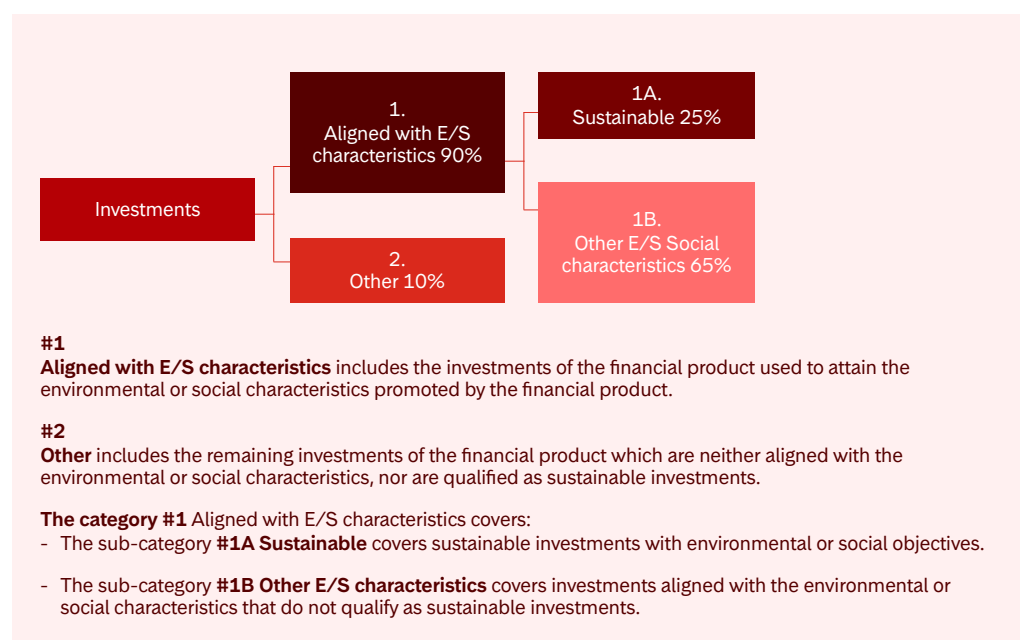 1.
Aligned with E/S
characteristics 90%
1A.
Sustainable 25%
Investments
1B.
Other E/S Social
characteristics 65%
2.
Other 10%
#1
Aligned with E/S characteristics includes the investments of the financial product used to attain the
environmental or social characteristics promoted by the financial product.
#2
Other includes the remaining investments of the financial product which are neither aligned with the
environmental or social characteristics, nor are qualified as sustainable investments.
The category #1 Aligned with E/S characteristics covers:
- The sub-category #1A Sustainable covers sustainable investments with environmental or social objectives.
- The sub-category #1B Other E/S characteristics covers investments aligned with the environmental or
social characteristics that do not qualify as sustainable investments.